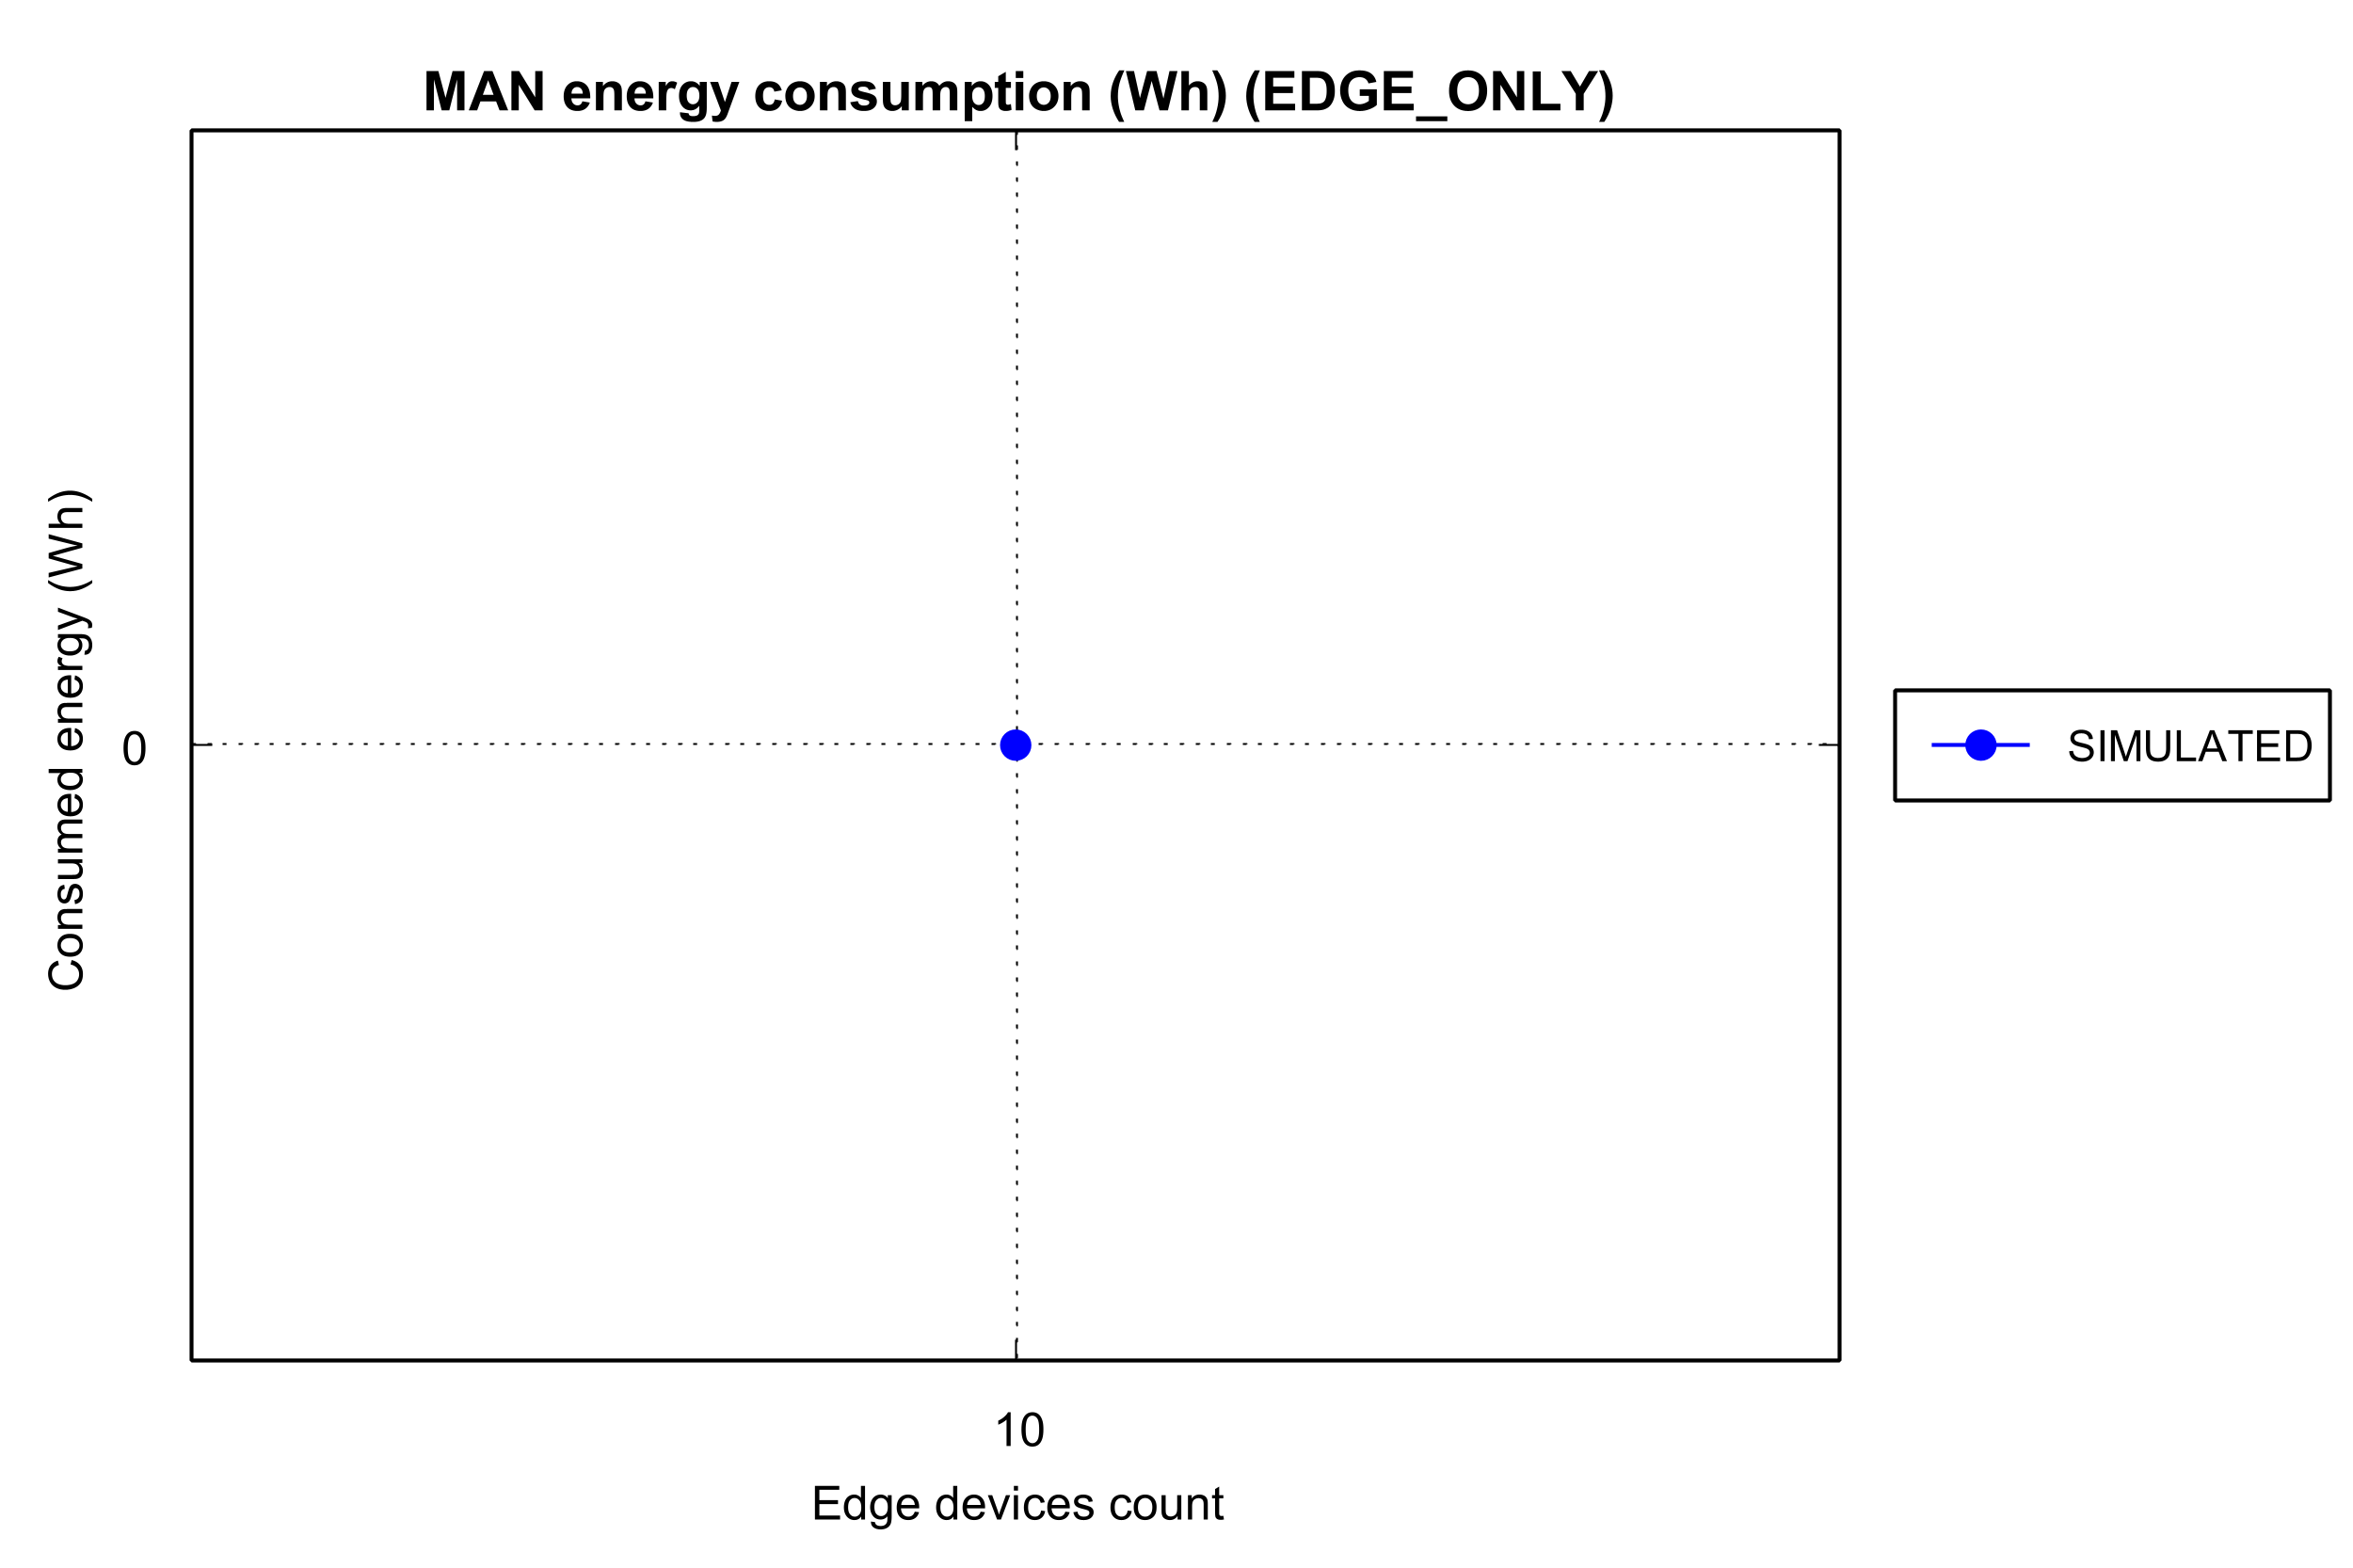 MAN energy consumption (Wh) (EDGE_ONLY)
Consumed energy (Wh)
0
SIMULATED
10
Edge devices count